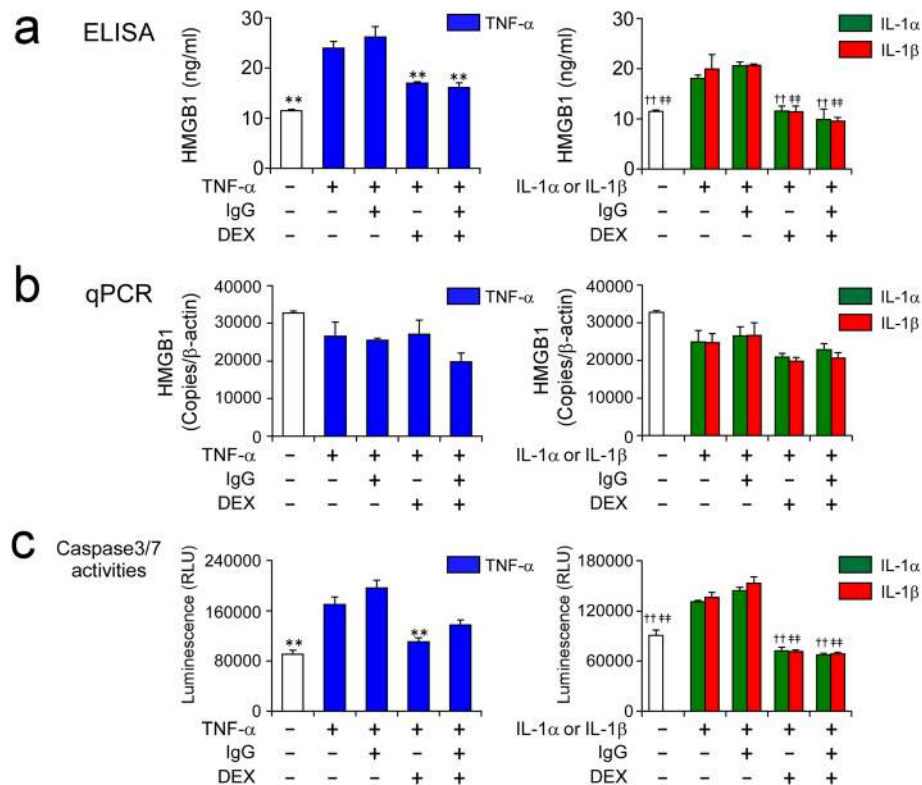 a ELISA
HMGB1 (ng/ml)
30
20
10
0
TNF-α
** ** **
TNF-α − + + + +
IgG − − + − +
DEX − − − + +
HMGB1 (ng/ml)
30
20
10
0
IL-1α
IL-1β
†† ‡‡ †† ‡‡ †† ‡‡
IL-1α or IL-1β − + + + +
IgG − − + − +
DEX − − − + +
b qPCR
HMGB1
(Copies/β-actin)
40000
30000
20000
10000
0
TNF-α
TNF-α − + + + +
IgG − − + − +
DEX − − − + +
HMGB1
(Copies/β-actin)
40000
30000
20000
10000
0
IL-1α
IL-1β
IL-1α or IL-1β − + + + +
IgG − − + − +
DEX − − − + +
c Caspase3/7
activities
Luminescence (RLU)
240000
160000
80000
0
TNF-α
** **
TNF-α − + + + +
IgG − − + − +
DEX − − − + +
Luminescence (RLU)
180000
120000
60000
0
IL-1α
IL-1β
†† ‡‡ †† ‡‡ †† ‡‡
IL-1α or IL-1β − + + + +
IgG − − + − +
DEX − − − + +